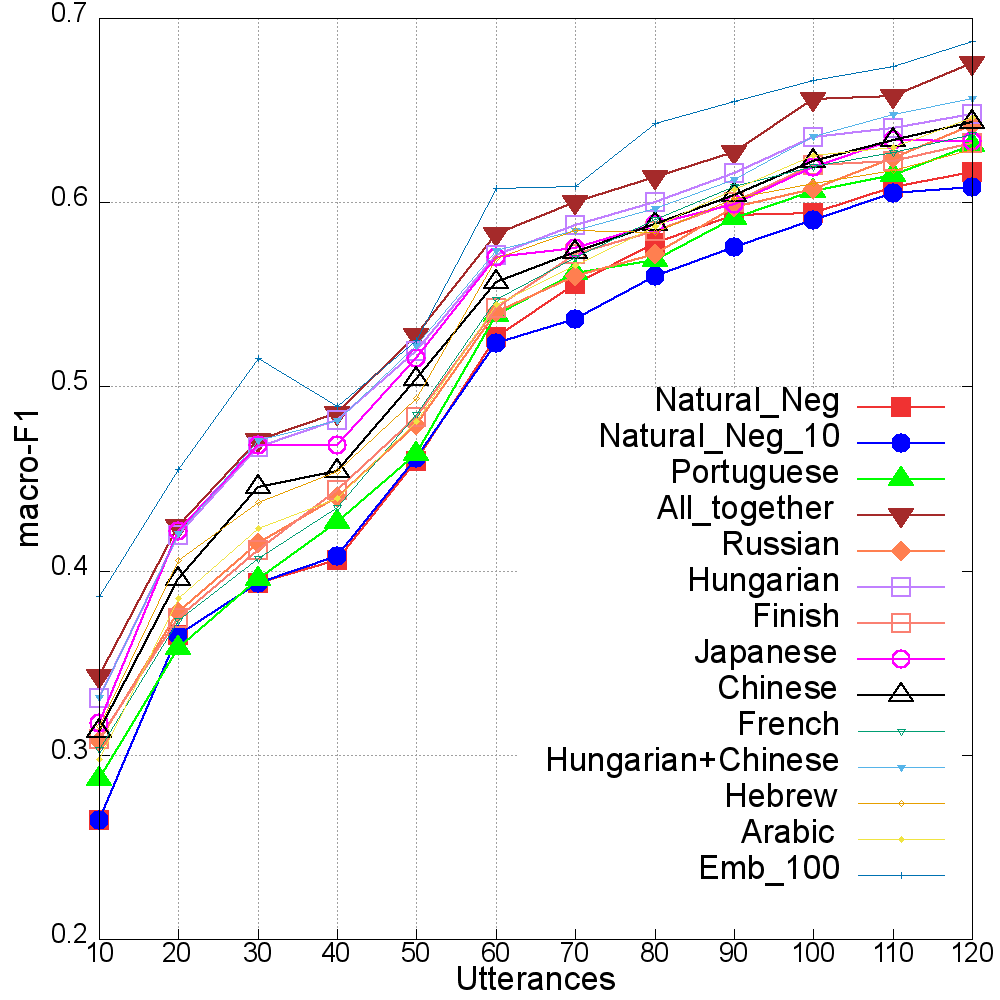 0.7
0.6
0.5
0.4
0.3
0.2
macro-F1
Natural_Neg
Natural_Neg_10
Portuguese
All_together
Russian
Hungarian
Finish
Japanese
Chinese
French
Hungarian+Chinese
Hebrew
Arabic
Emb_100
10 20 30 40 50 60 70 80 90 100 110 120
Utterances